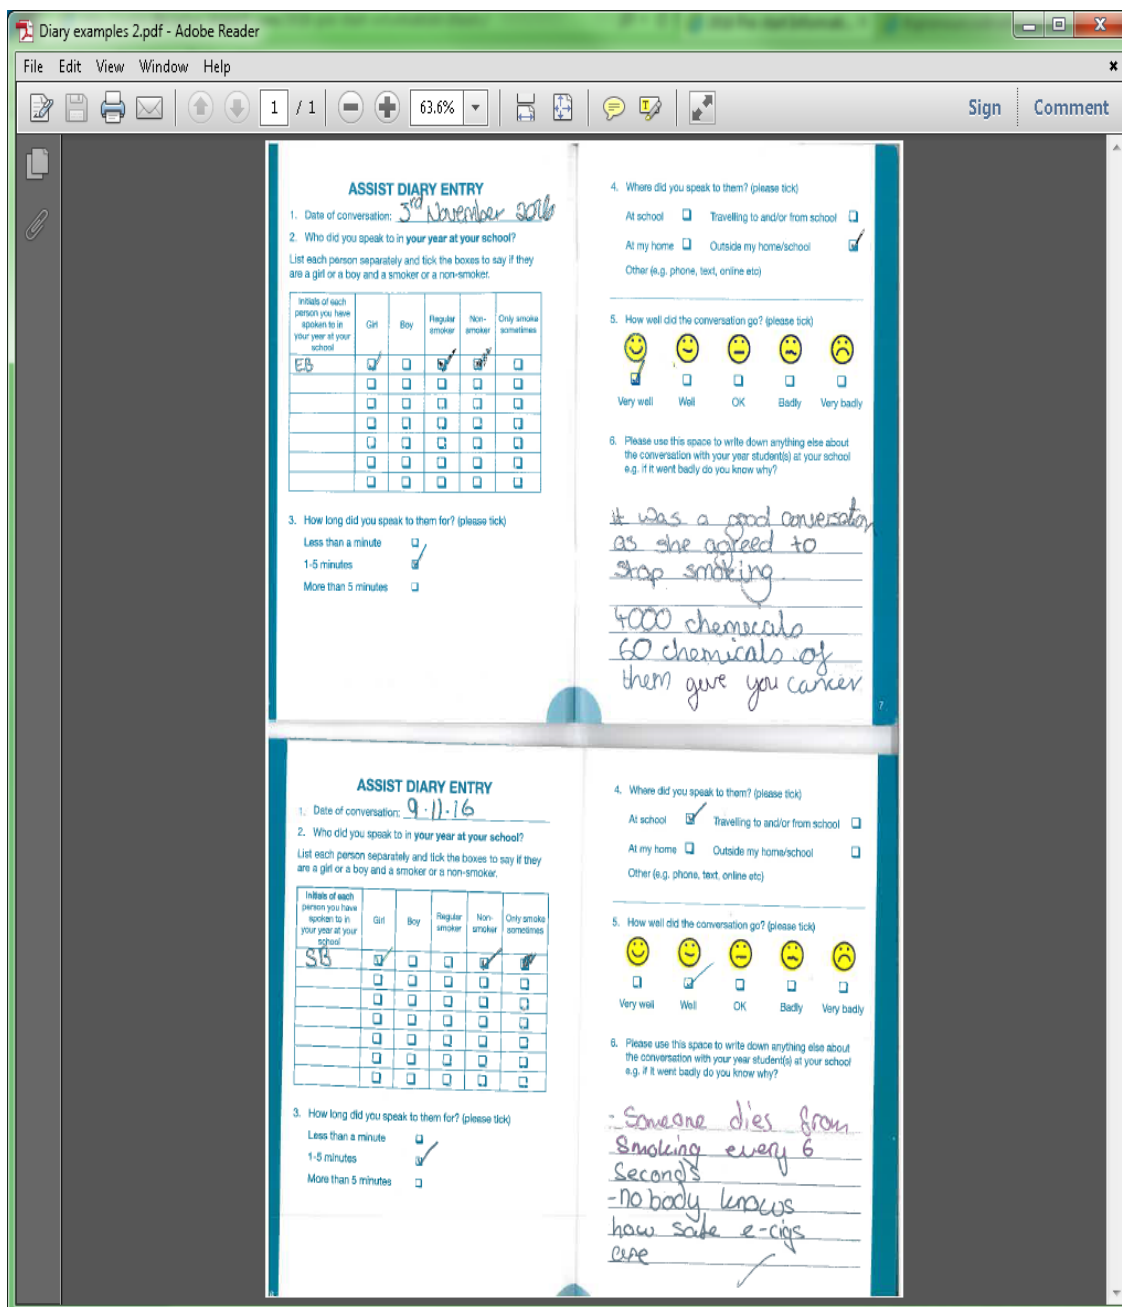 Diary examples 2.pdf - Adobe Reader
File Edit View Window Help
1 / 1 63.6% Sign Comment
ASSIST DIARY ENTRY
1. Date of conversation: 3rd November 2016
2. Who did you speak to in your year at your school?
List each person separately and tick the boxes to say if they
are a girl or a boy and a smoker or a non-smoker.
Initials of each
person you have
spoken to in
your year at your
school
Girl
Boy
Regular
smoker
Non-
smoker
Only smoke
sometimes
EB
3. How long did you speak to them for? (please tick)
Less than a minute
1-5 minutes
More than 5 minutes
4. Where did you speak to them? (please tick)
At school Travelling to and/or from school
At my home Outside my home/school
Other (e.g. phone, text, online etc)
5. How well did the conversation go? (please tick)
Very well Well OK Badly Very badly
6. Please use this space to write down anything else about
the conversation with your year student(s) at your school
e.g. if it went badly do you know why?
It was a good conversation
as she agreed to
stop smoking.
4000 chemecals
60 chemicals of
them geve you cancer
7
ASSIST DIARY ENTRY
1. Date of conversation: 9.11.16
2. Who did you speak to in your year at your school?
List each person separately and tick the boxes to say if they
are a girl or a boy and a smoker or a non-smoker.
Initials of each
person you have
spoken to in
your year at your
school
Girl
Boy
Regular
smoker
Non-
smoker
Only smoke
sometimes
SB
3. How long did you speak to them for? (please tick)
Less than a minute
1-5 minutes
More than 5 minutes
4. Where did you speak to them? (please tick)
At school Travelling to and/or from school
At my home Outside my home/school
Other (e.g. phone, text, online etc)
5. How well did the conversation go? (please tick)
Very well Well OK Badly Very badly
6. Please use this space to write down anything else about
the conversation with your year student(s) at your school
e.g. if it went badly do you know why?
- Someone dies from
Smoking every 6
Seconds
- nobody knows
how safe e-cigs
are